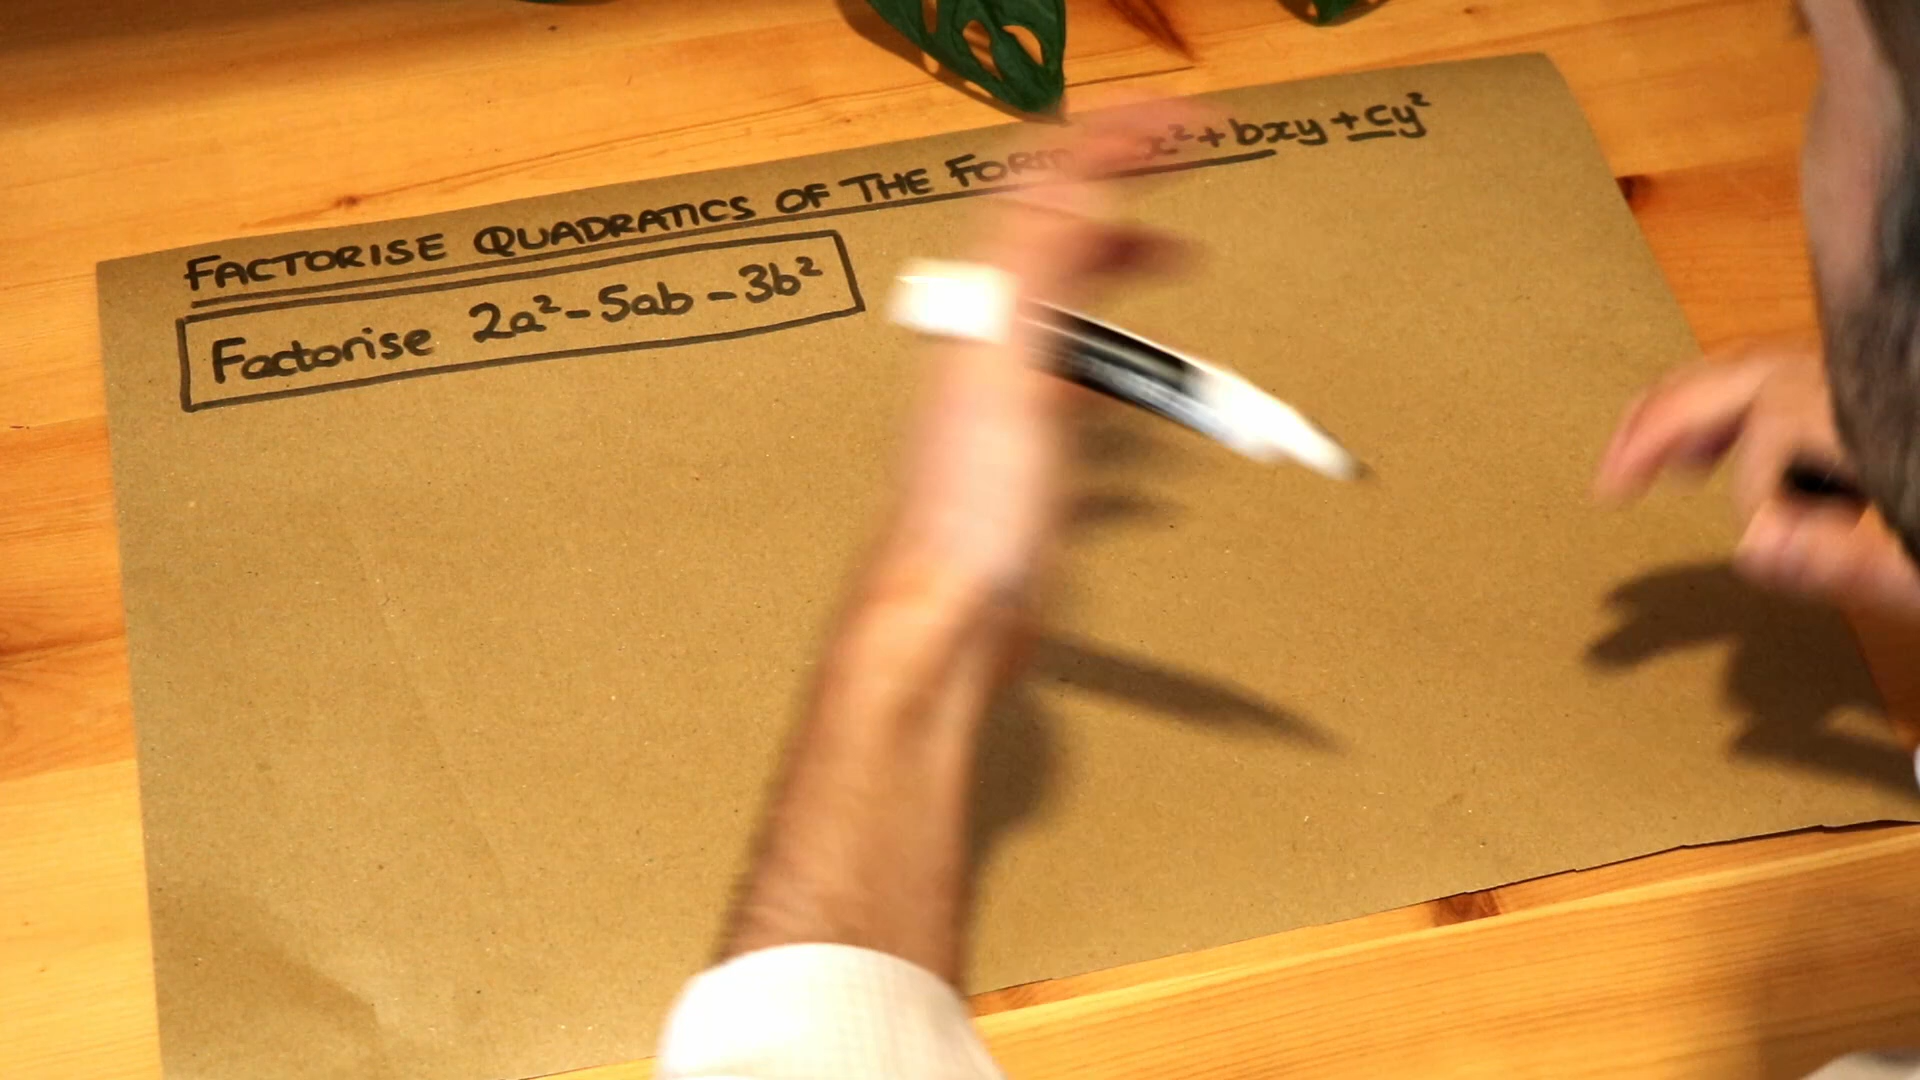 FACTORISE QUADRATICS OF THE FORM x²+bxy+cy²
Factorise 2a²-5ab-3b²